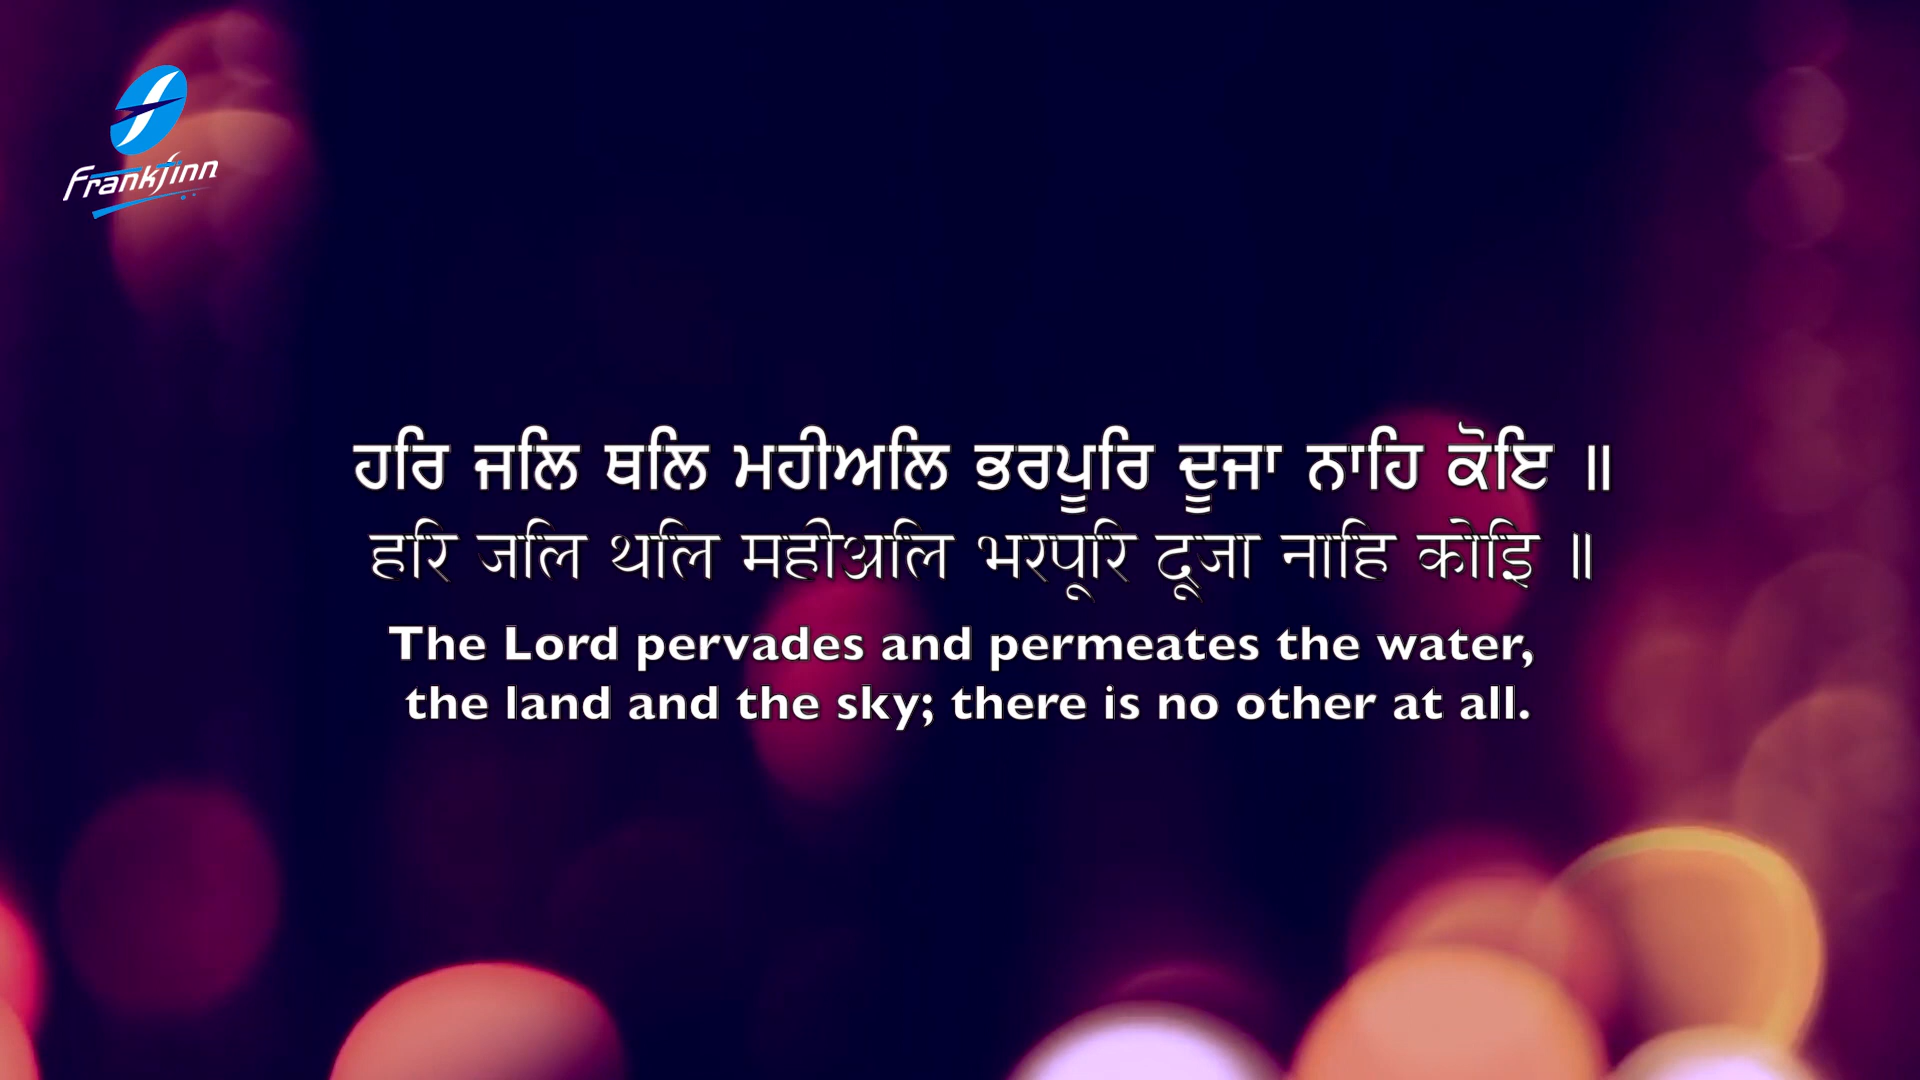 Frankfinn
ਹਰਿ ਜਲਿ ਥਲਿ ਮਹੀਅਲਿ ਭਰਪੂਰਿ ਦੂਜਾ ਨਾਹਿ ਕੋਇ ॥
हरि जलि थलि महीअलि भरपूरि दूजा नाहि कोइि ॥
The Lord pervades and permeates the water,
the land and the sky; there is no other at all.